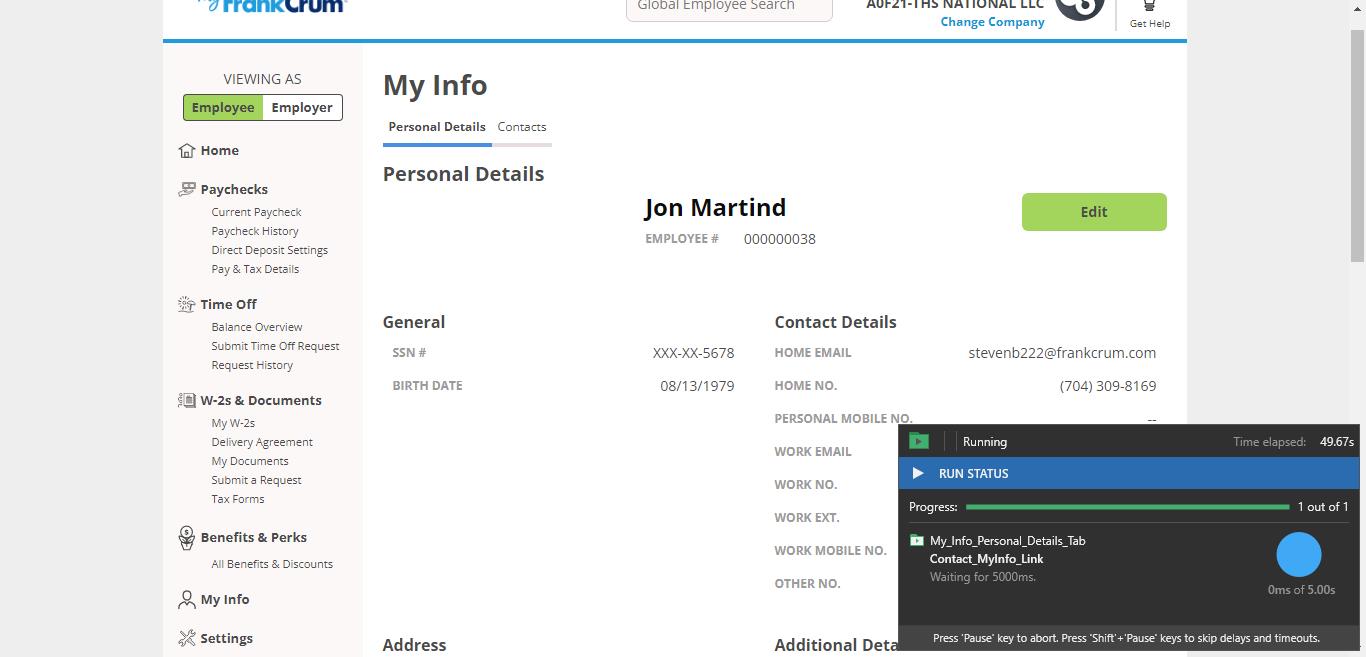 myFrankCrum
Global Employee Search
A0F21-THS NATIONAL LLC
Change Company
Get Help
VIEWING AS
Employee Employer
Home
Paychecks
Current Paycheck
Paycheck History
Direct Deposit Settings
Pay & Tax Details
Time Off
Balance Overview
Submit Time Off Request
Request History
W-2s & Documents
My W-2s
Delivery Agreement
My Documents
Submit a Request
Tax Forms
Benefits & Perks
All Benefits & Discounts
My Info
Settings
My Info
Personal Details Contacts
Personal Details
Jon Martind
Edit
EMPLOYEE # 000000038
General
SSN # XXX-XX-5678
BIRTH DATE 08/13/1979
Contact Details
HOME EMAIL stevenb222@frankcrum.com
HOME NO. (704) 309-8169
PERSONAL MOBILE NO. --
WORK EMAIL
WORK NO.
WORK EXT.
WORK MOBILE NO.
OTHER NO.
Address
Additional Deta
Running Time elapsed: 49.67s
RUN STATUS
Progress: 1 out of 1
My_Info_Personal_Details_Tab
Contact_MyInfo_Link
Waiting for 5000ms.
0ms of 5.00s
Press 'Pause' key to abort. Press 'Shift'+'Pause' keys to skip delays and timeouts.